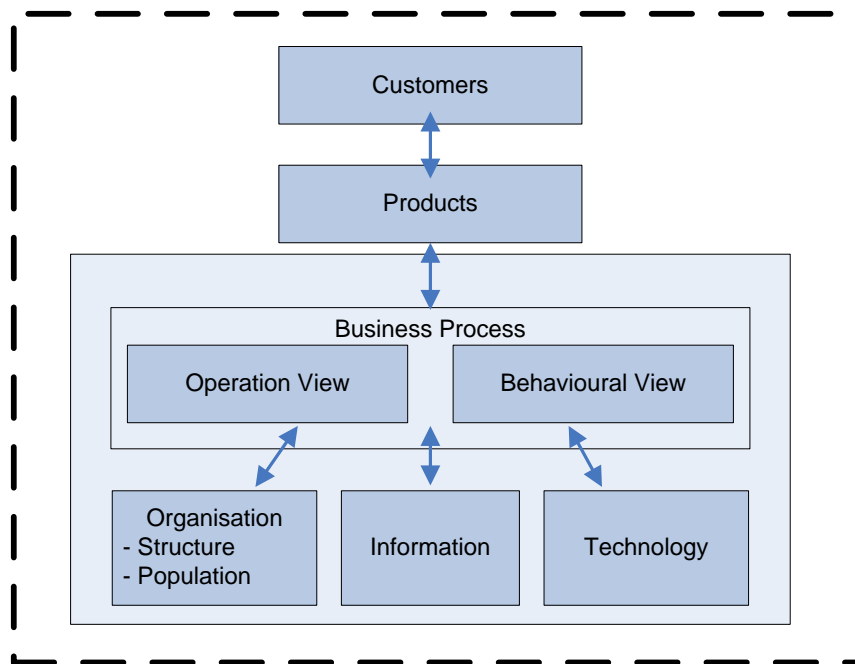 Customers
Products
Business Process
Operation View
Behavioural View
Organisation
- Structure
- Population
Information
Technology